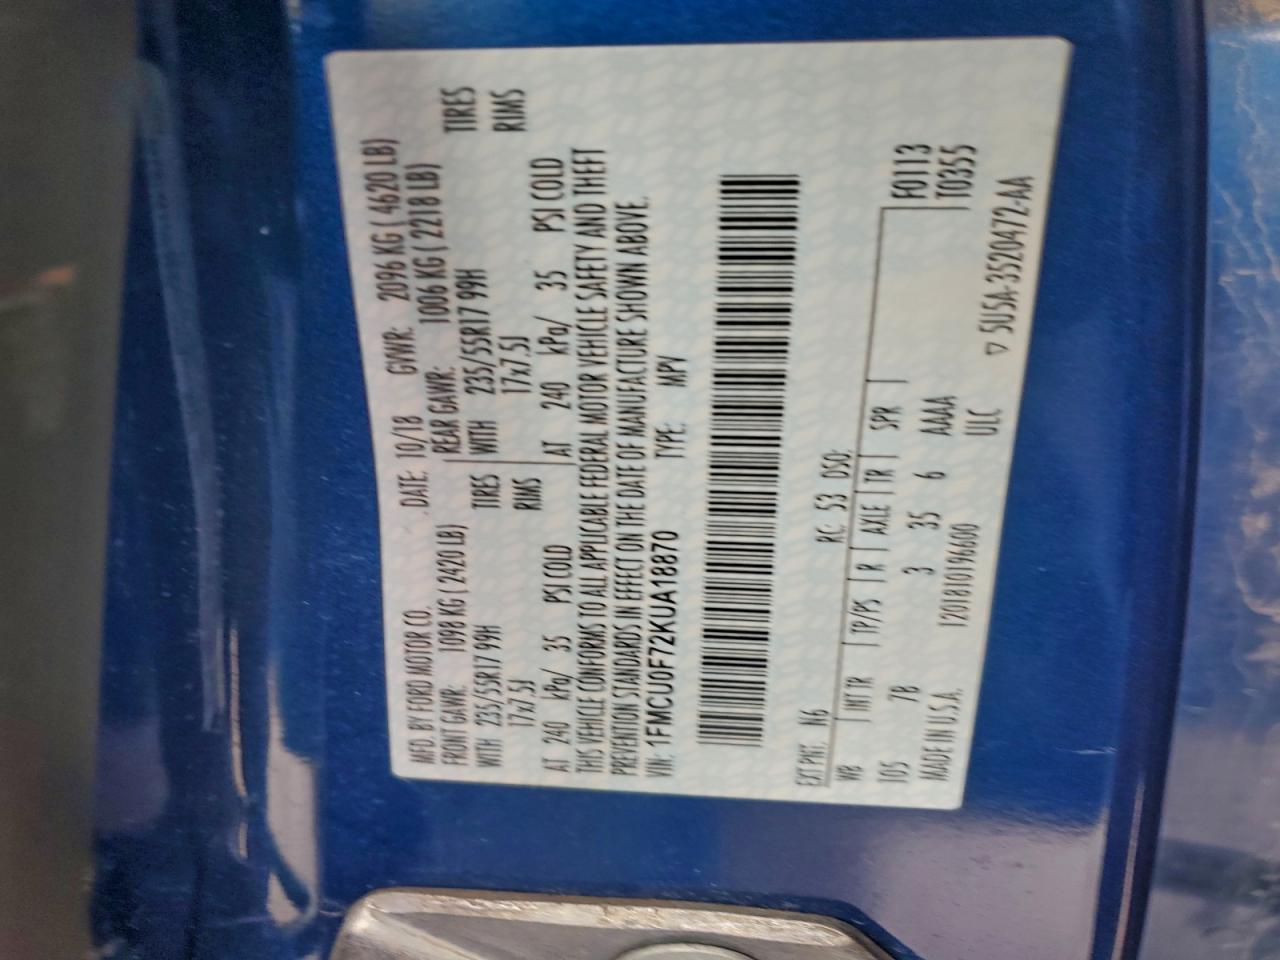 MFD. BY FORD MOTOR CO.
DATE: 10/18 GVWR: 2096 KG ( 4620 LB)
FRONT GAWR: 1098 KG ( 2420 LB) REAR GAWR: 1006 KG ( 2218 LB)
WITH 235/55R17 99H TIRES WITH 235/55R17 99H TIRES
17x7.5J RIMS 17x7.5J RIMS
AT 240 kPa/ 35 PSI COLD AT 240 kPa/ 35 PSI COLD
THIS VEHICLE CONFORMS TO ALL APPLICABLE FEDERAL MOTOR VEHICLE SAFETY AND THEFT
PREVENTION STANDARDS IN EFFECT ON THE DATE OF MANUFACTURE SHOWN ABOVE.
VIN: 1FMCU0F72KUA18870 TYPE: MPV
EXT PNT: N6 RC: 53 DSO:
WB INT TR TP/PS R AXLE TR SPR F0113
105 7B 3 35 6 AAAA T0355
MADE IN U.S.A. 1201810196600 ULC
▽ 5U5A-3520472-AA